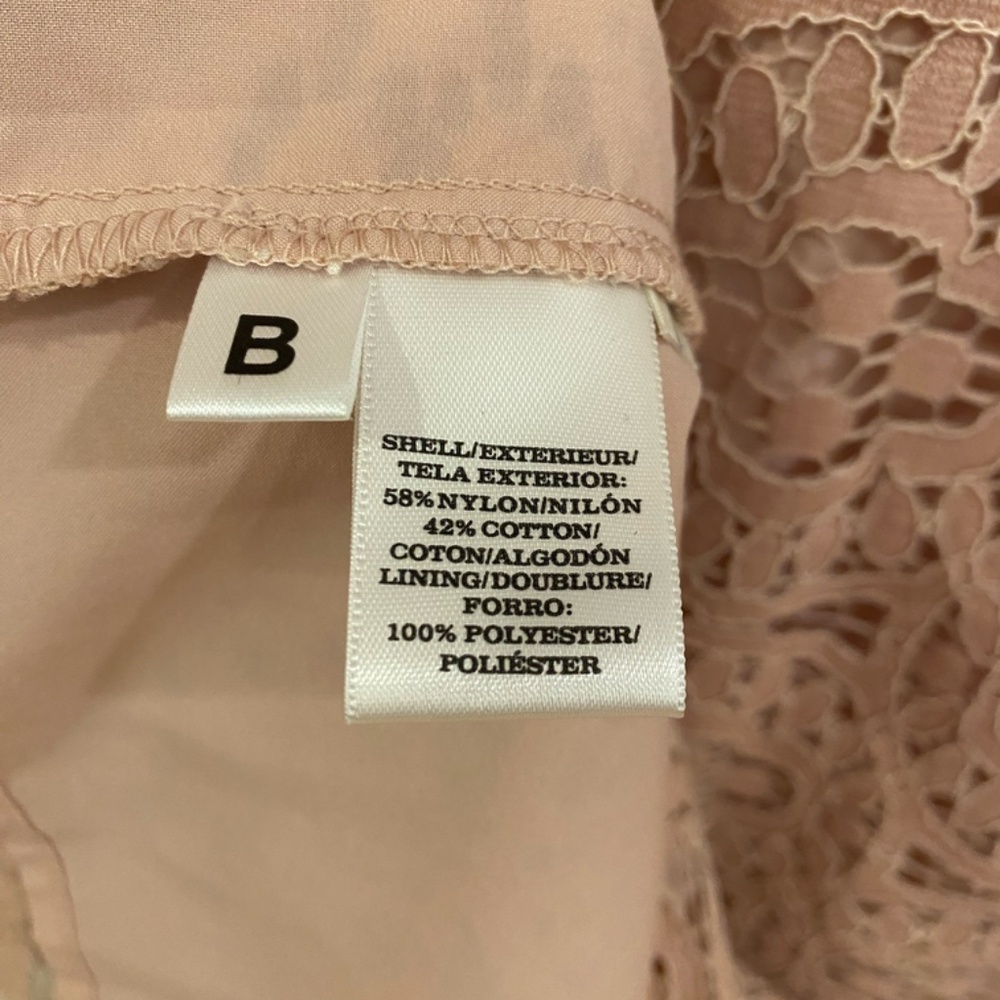 B
SHELL/EXTERIEUR/
TELA EXTERIOR:
58% NYLON/NILÓN
42% COTTON/
COTON/ALGODÓN
LINING/DOUBLURE/
FORRO:
100% POLYESTER/
POLIÉSTER